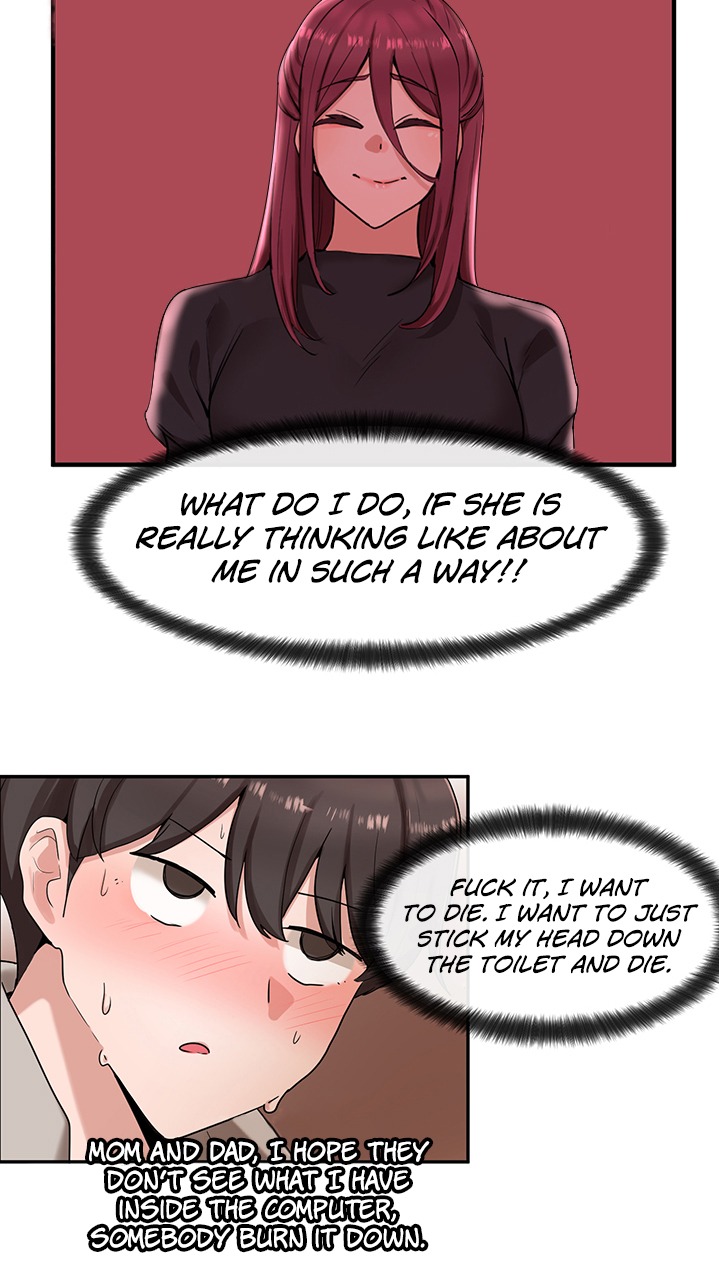 WHAT DO I DO, IF SHE IS
REALLY THINKING LIKE ABOUT
ME IN SUCH A WAY!!
FUCK IT, I WANT
TO DIE. I WANT TO JUST
STICK MY HEAD DOWN
THE TOILET AND DIE.
MOM AND DAD, I HOPE THEY
DON'T SEE WHAT I HAVE
INSIDE THE COMPUTER,
SOMEBODY BURN IT DOWN.